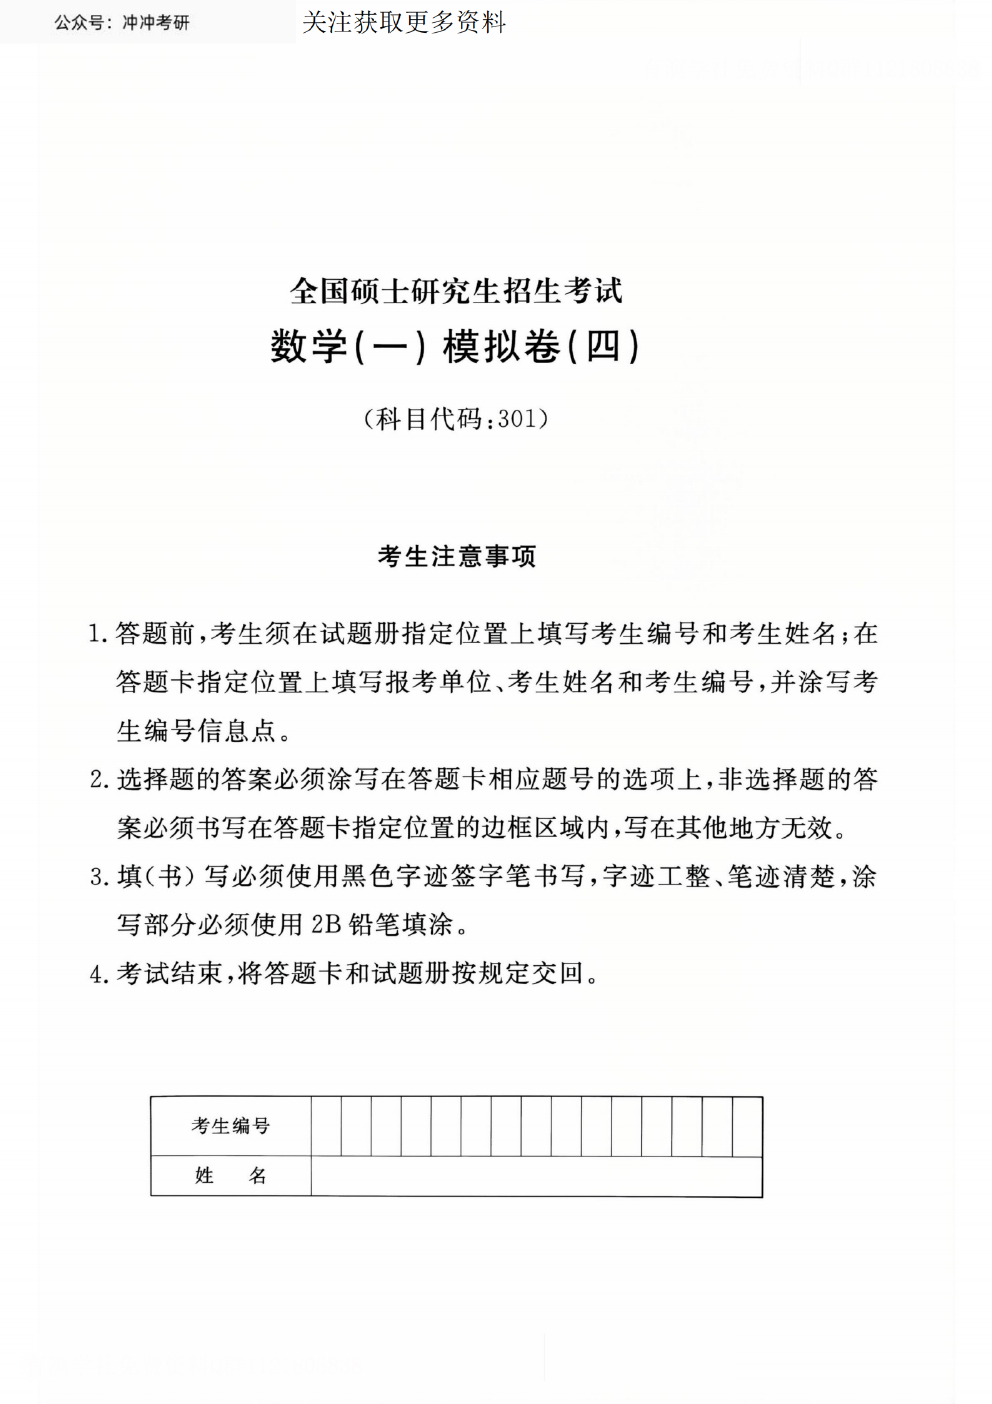 公众号：冲冲考研
关注获取更多资料
全国硕士研究生招生考试
数学(一) 模拟卷(四)
（科目代码:301）
考生注意事项
1. 答题前,考生须在试题册指定位置上填写考生编号和考生姓名;在
答题卡指定位置上填写报考单位、考生姓名和考生编号,并涂写考
生编号信息点。
2. 选择题的答案必须涂写在答题卡相应题号的选项上,非选择题的答
案必须书写在答题卡指定位置的边框区域内,写在其他地方无效。
3. 填(书) 写必须使用黑色字迹签字笔书写,字迹工整、笔迹清楚,涂
写部分必须使用 2B 铅笔填涂。
4. 考试结束,将答题卡和试题册按规定交回。
考生编号
姓 名